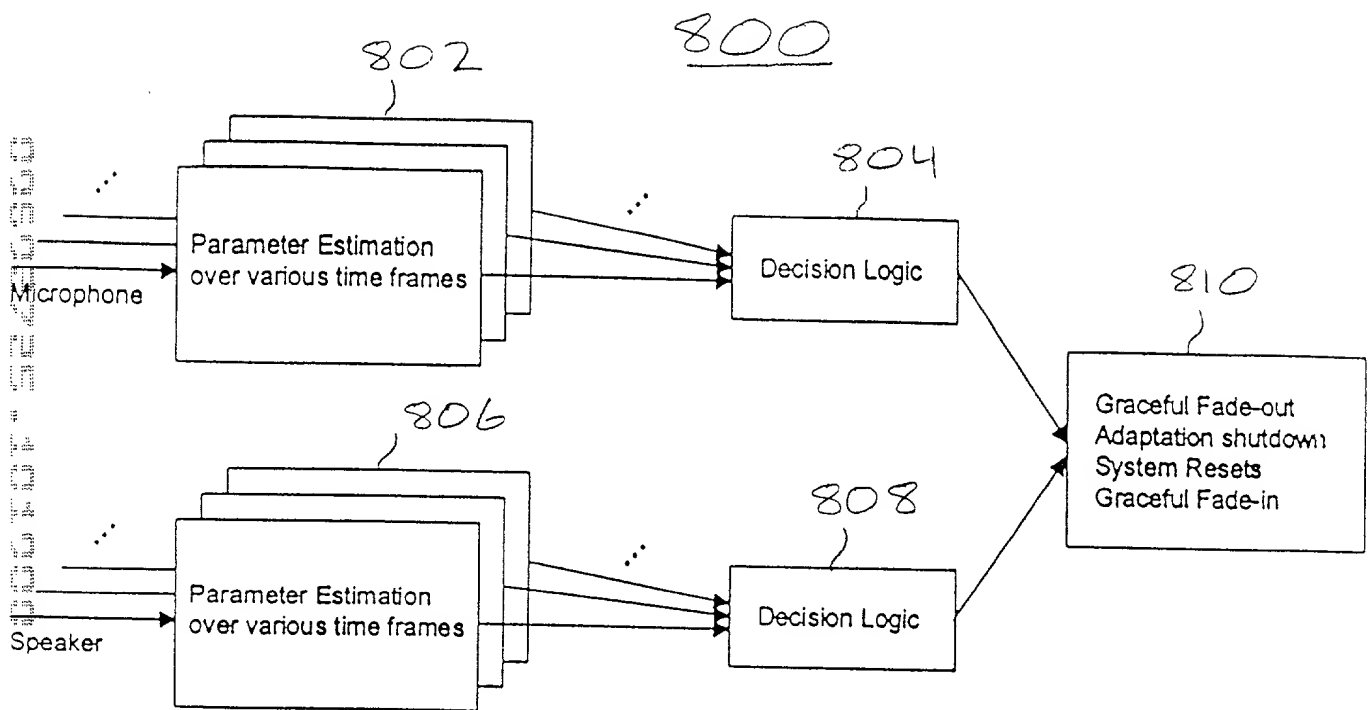 800
802
804
Parameter Estimation
over various time frames
Microphone
Decision Logic
810
Graceful Fade-out
Adaptation shutdown
System Resets
Graceful Fade-in
806
808
Parameter Estimation
over various time frames
Speaker
Decision Logic